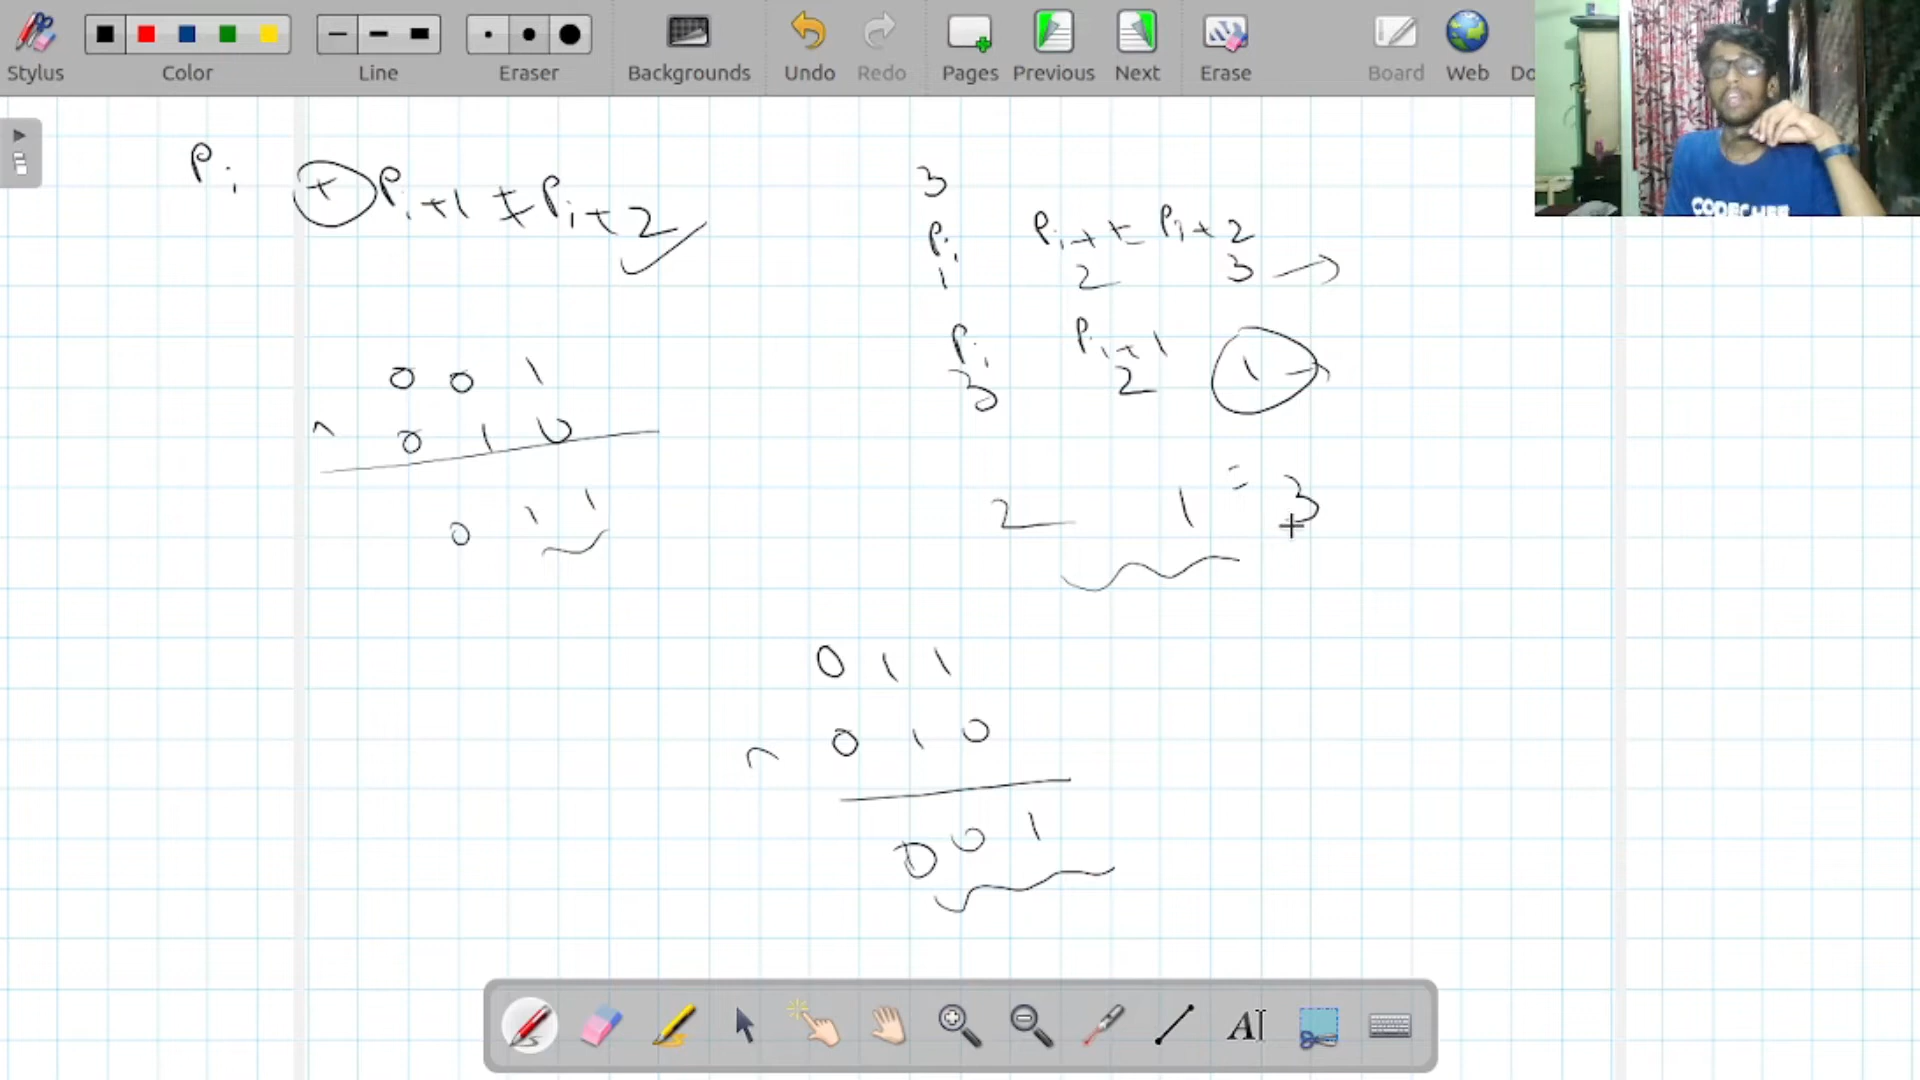 Stylus Color Line Eraser Backgrounds Undo Redo Pages Previous Next Erase Board Web Do
CODECHEF
Pi + Pi+1 ≠ Pi+2
3
Pi Pi+1 Pi+2
1 2 3 →
Pi Pi+1
3 2 1 →
0 0 1
^ 0 1 0
0 1 1
2 1 = 3
0 1 1
^ 0 1 0
0 0 1